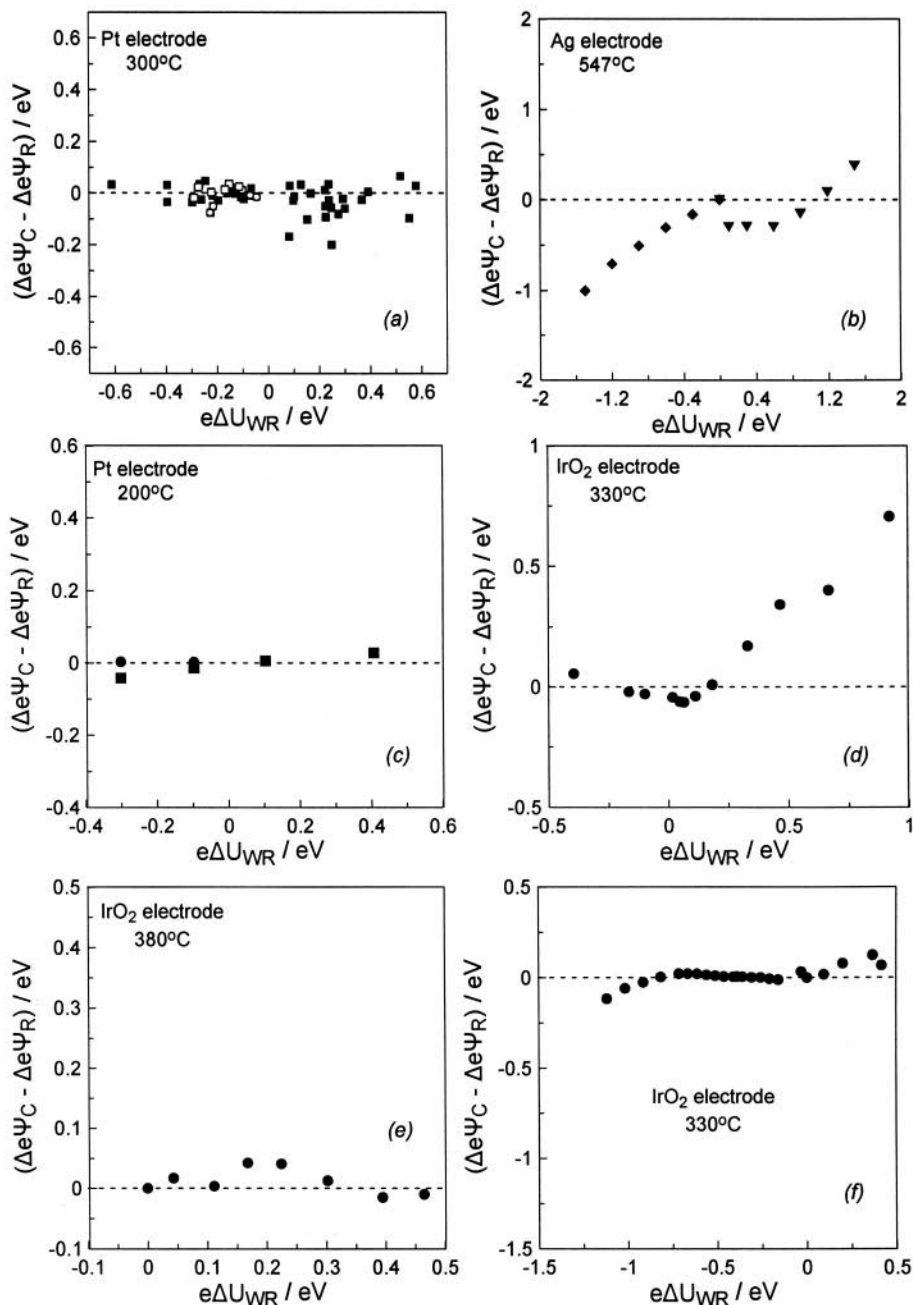 Pt electrode
300°C
0.6
0.4
0.2
0
-0.2
-0.4
-0.6
(ΔeΨC - ΔeΨR) / eV
(a)
-0.6 -0.4 -0.2 0 0.2 0.4 0.6
eΔUWR / eV
Ag electrode
547°C
2
1
0
-1
-2
(ΔeΨC - ΔeΨR) / eV
(b)
-2 -1.2 -0.4 0 0.4 1.2 2
eΔUWR / eV
Pt electrode
200°C
0.6
0.4
0.2
0
-0.2
-0.4
(ΔeΨC - ΔeΨR) / eV
(c)
-0.4 -0.2 0 0.2 0.4 0.6
eΔUWR / eV
IrO2 electrode
330°C
1
0.5
0
-0.5
(ΔeΨC - ΔeΨR) / eV
(d)
-0.5 0 0.5 1
eΔUWR / eV
IrO2 electrode
380°C
0.5
0.4
0.3
0.2
0.1
0
-0.1
(ΔeΨC - ΔeΨR) / eV
(e)
-0.1 0 0.1 0.2 0.3 0.4 0.5
eΔUWR / eV
0.5
0
-0.5
-1
-1.5
(ΔeΨC - ΔeΨR) / eV
IrO2 electrode
330°C
(f)
-1.5 -1 -0.5 0 0.5
eΔUWR / eV